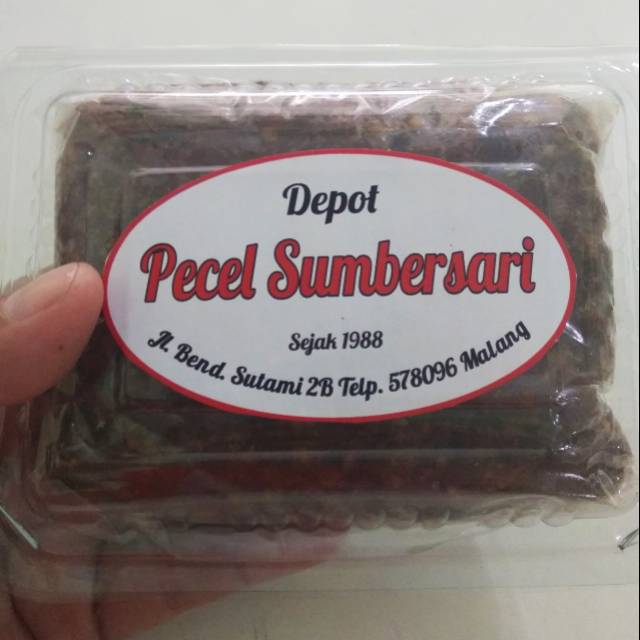 Depot
Pecel Sumbersari
Sejak 1988
Jl. Bend. Sutami 2B Telp. 578096 Malang